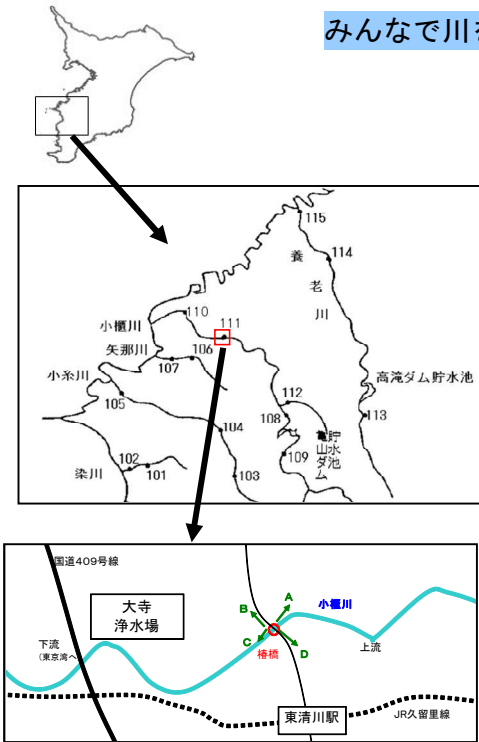 みんなで川を
115
114
養老川
110
小櫃川
111
矢那川
106
107
小糸川
高滝ダム貯水池
105
112
104
108
113
貯水池
亀山ダム
109
102
101
103
染川
国道409号線
大寺
浄水場
A
小櫃川
B
下流
(東京湾へ
C
D
椿橋
上流
東清川駅
JR久留里線